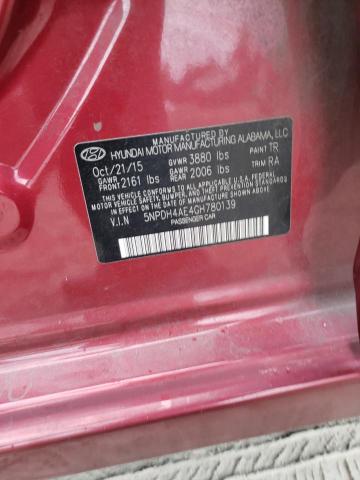 MANUFACTURED BY
HYUNDAI MOTOR MANUFACTURING ALABAMA, LLC
Oct/21/15 GVWR 3880 lbs PAINT TR
GAWR FRONT 2161 lbs GAWR REAR 2006 lbs TRIM RA
THIS VEHICLE CONFORMS TO ALL APPLICABLE U.S.A. FEDERAL
MOTOR VEHICLE SAFETY, BUMPER, AND THEFT PREVENTION STANDARDS
IN EFFECT ON THE DATE OF MANUFACTURE SHOWN ABOVE.
V.I.N 5NPDH4AE4GH780139
PASSENGER CAR